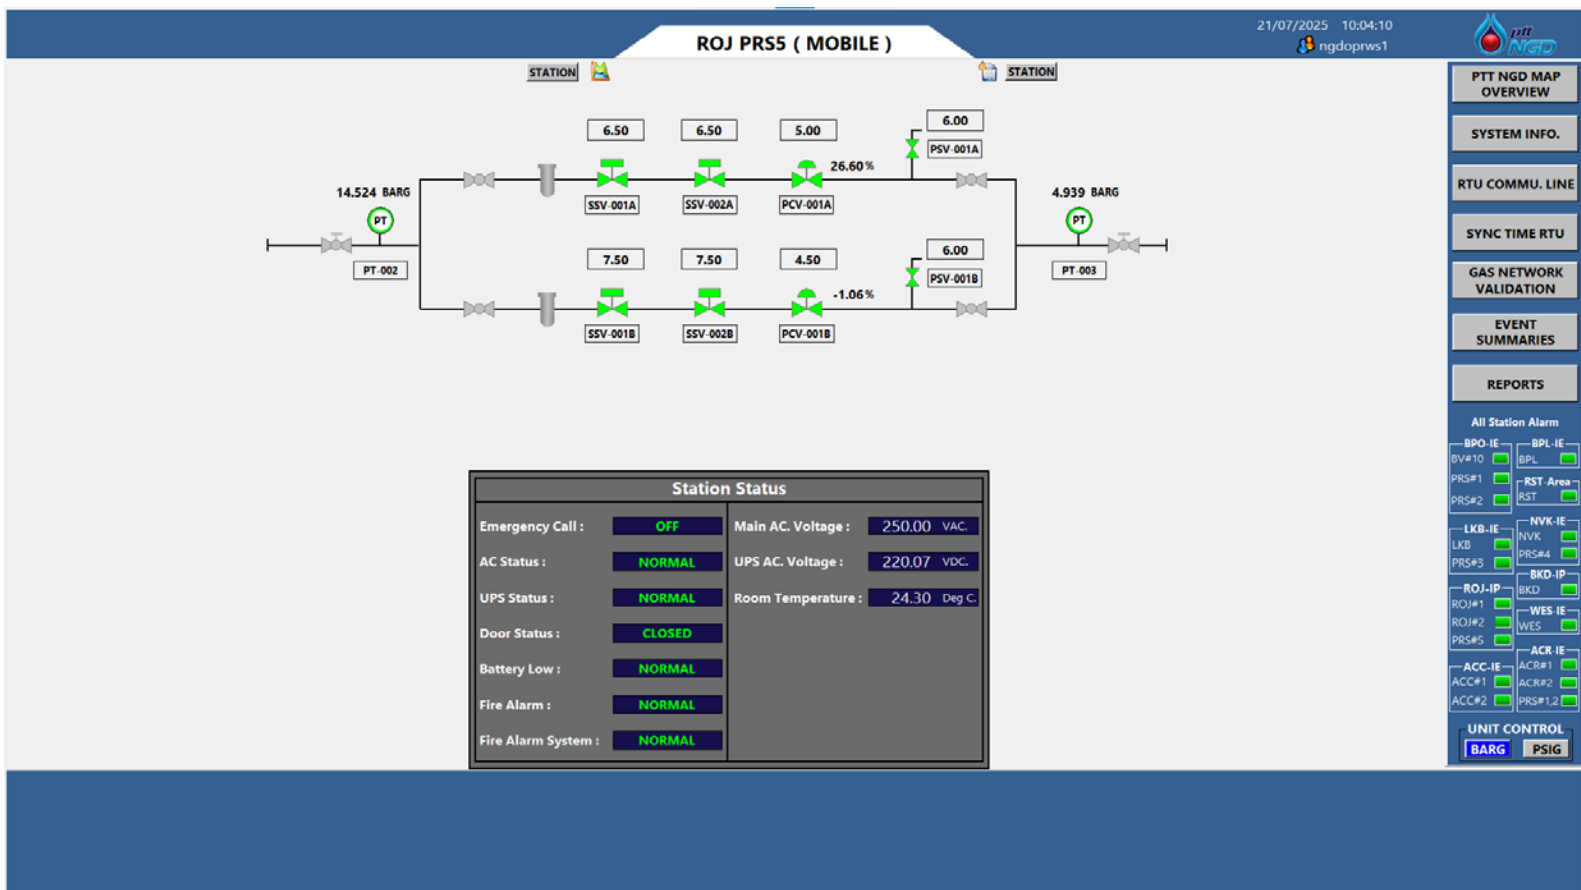 ROJ PRS5 ( MOBILE )
21/07/2025 10:04:10
ngdoprws1
ptt
NGD
STATION
STATION
6.50
6.50
5.00
6.00
PSV-001A
26.60%
14.524 BARG
SSV-001A
SSV-002A
PCV-001A
4.939 BARG
PT
PT
PT-002
PT-003
7.50
7.50
4.50
6.00
PSV-001B
-1.06%
SSV-001B
SSV-002B
PCV-001B
Station Status
Emergency Call : OFF
Main AC. Voltage : 250.00 VAC.
AC Status : NORMAL
UPS AC. Voltage : 220.07 VDC.
UPS Status : NORMAL
Room Temperature : 24.30 Deg C.
Door Status : CLOSED
Battery Low : NORMAL
Fire Alarm : NORMAL
Fire Alarm System : NORMAL
PTT NGD MAP
OVERVIEW
SYSTEM INFO.
RTU COMMU. LINE
SYNC TIME RTU
GAS NETWORK
VALIDATION
EVENT
SUMMARIES
REPORTS
All Station Alarm
BPO-IE
BV#10
PRS#1
PRS#2
BPL-IE
BPL
RST-Area
RST
LKB-IE
LKB
PRS#3
NVK-IE
NVK
PRS#4
BKD-IP
BKD
ROJ-IP
ROJ#1
ROJ#2
PRS#5
WES-IE
WES
ACC-IE
ACC#1
ACC#2
ACR-IE
ACR#1
ACR#2
PRS#1,2
UNIT CONTROL
BARG
PSIG